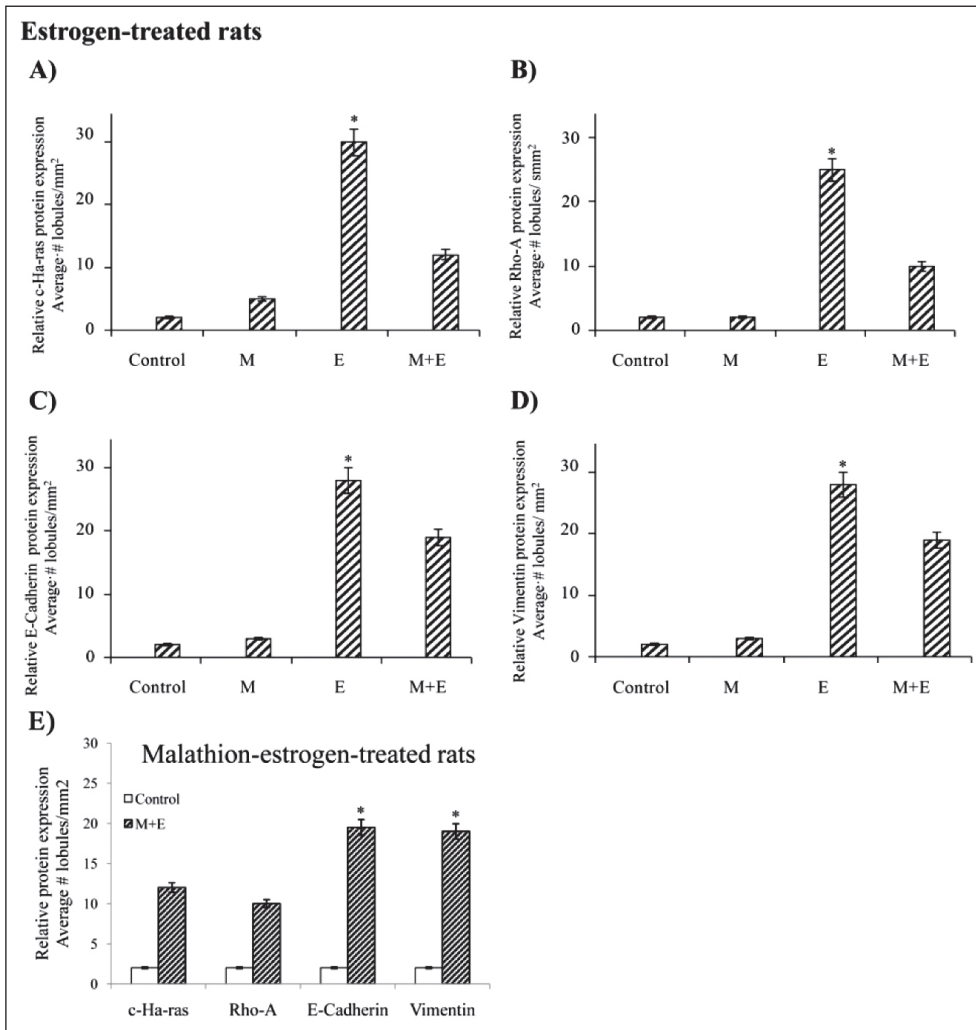 Estrogen-treated rats
A)
Relative c-Ha-ras protein expression
Average·# lobules/mm2
30
20
10
0
*
Control M E M+E
B)
Relative Rho-A protein expression
Average·# lobules/ smm2
30
20
10
0
*
Control M E M+E
C)
Relative E-Cadherin protein expression
Average·# lobules/mm2
30
20
10
0
*
Control M E M+E
D)
Relative Vimentin protein expression
Average·# lobules/ mm2
30
20
10
0
*
Control M E M+E
E)
Malathion-estrogen-treated rats
Relative protein expression
Average # lobules/mm2
30
25
20
15
10
5
0
Control
M+E
* *
c-Ha-ras Rho-A E-Cadherin Vimentin